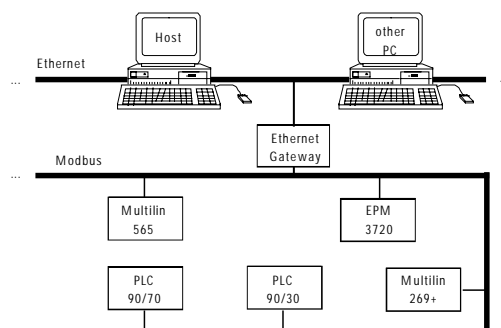 Host
other
PC
Ethernet
...
Ethernet
Gateway
Modbus
...
Multilin
565
EPM
3720
PLC
90/70
PLC
90/30
Multilin
269+